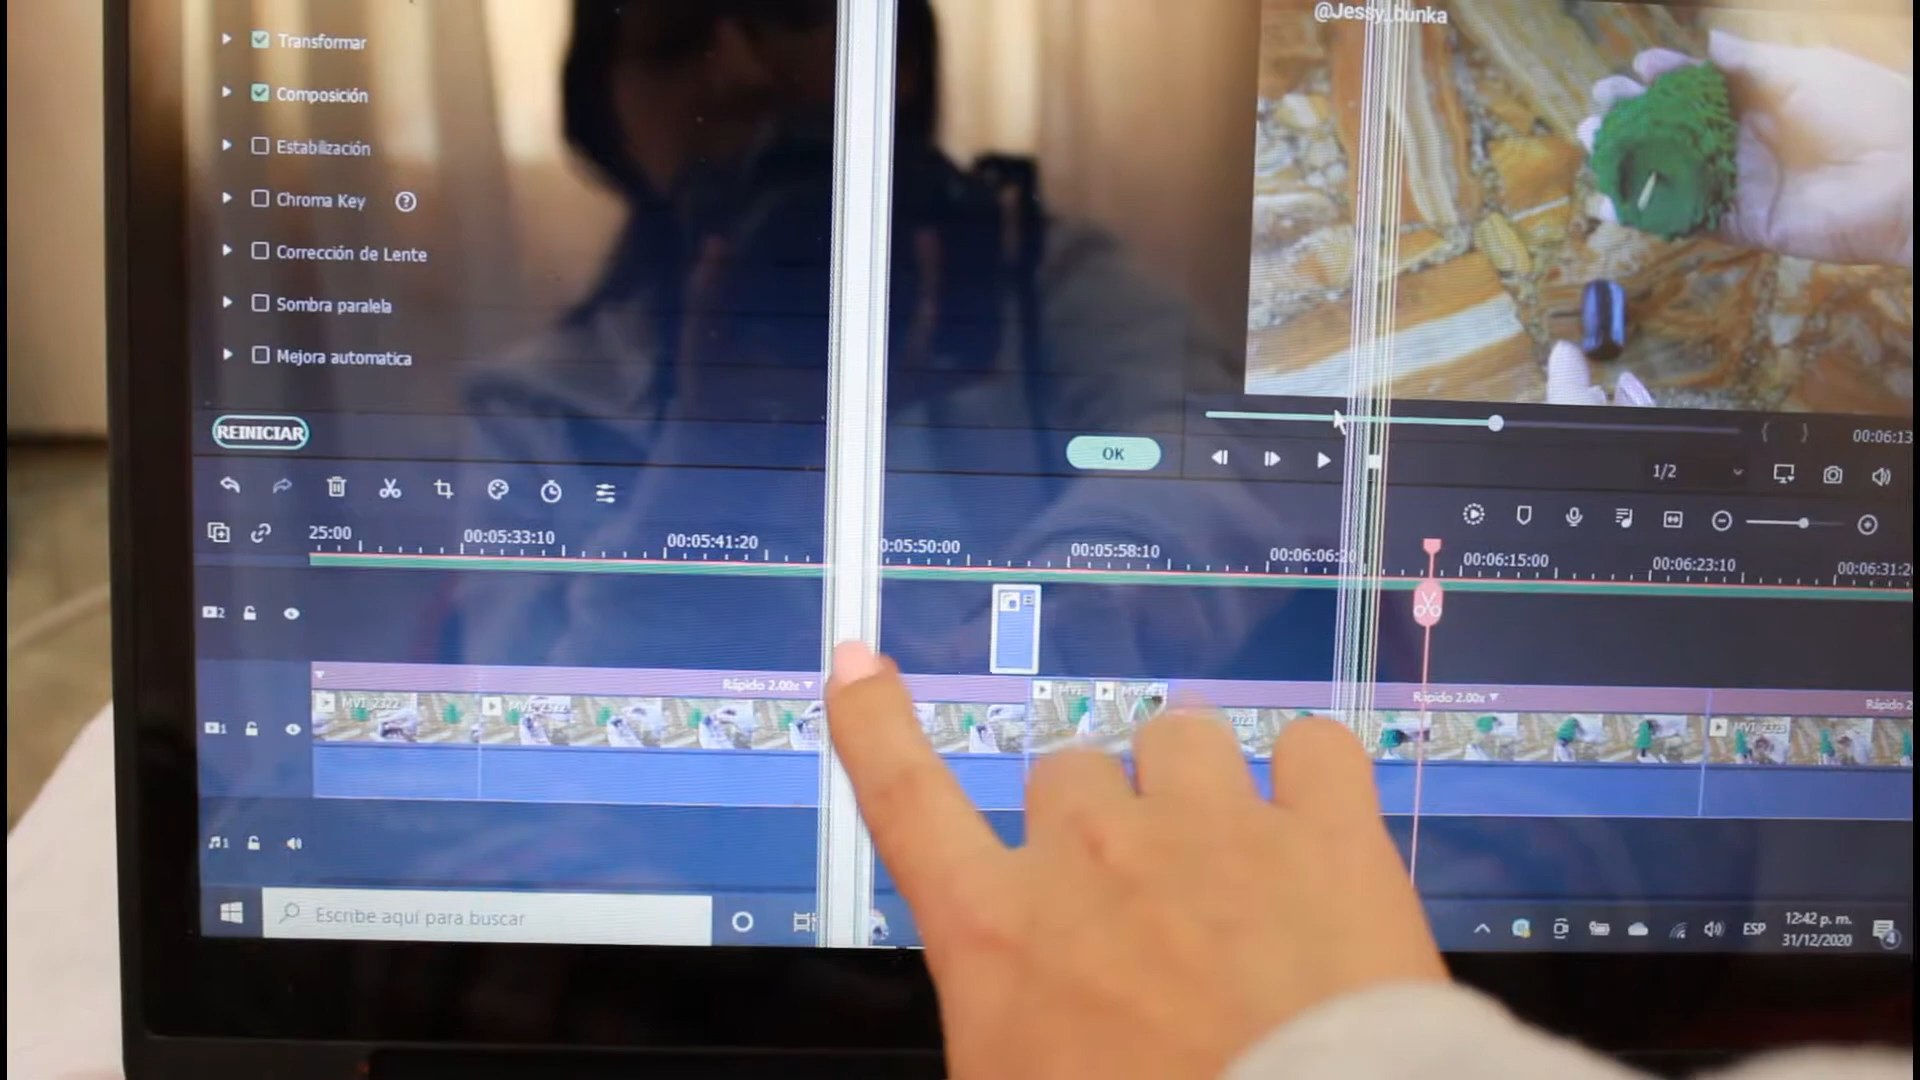 @Jessy_bunka
Transformar
Composición
Estabilización
Chroma Key ?
Corrección de Lente
Sombra paralela
Mejora automatica
REINICIAR
OK
00:06:13
1/2
25:00 00:05:33:10 00:05:41:20 0:05:50:00 00:05:58:10 00:06:06:20 00:06:15:00 00:06:23:10 00:06:31:20
2
Rápido 2.00x Rápido 2.00x Rápido 2
MVI_2322 MVI_2322 MVI MVI_2323
1
1
Escribe aquí para buscar
ESP
12:42 p. m.
31/12/2020
4